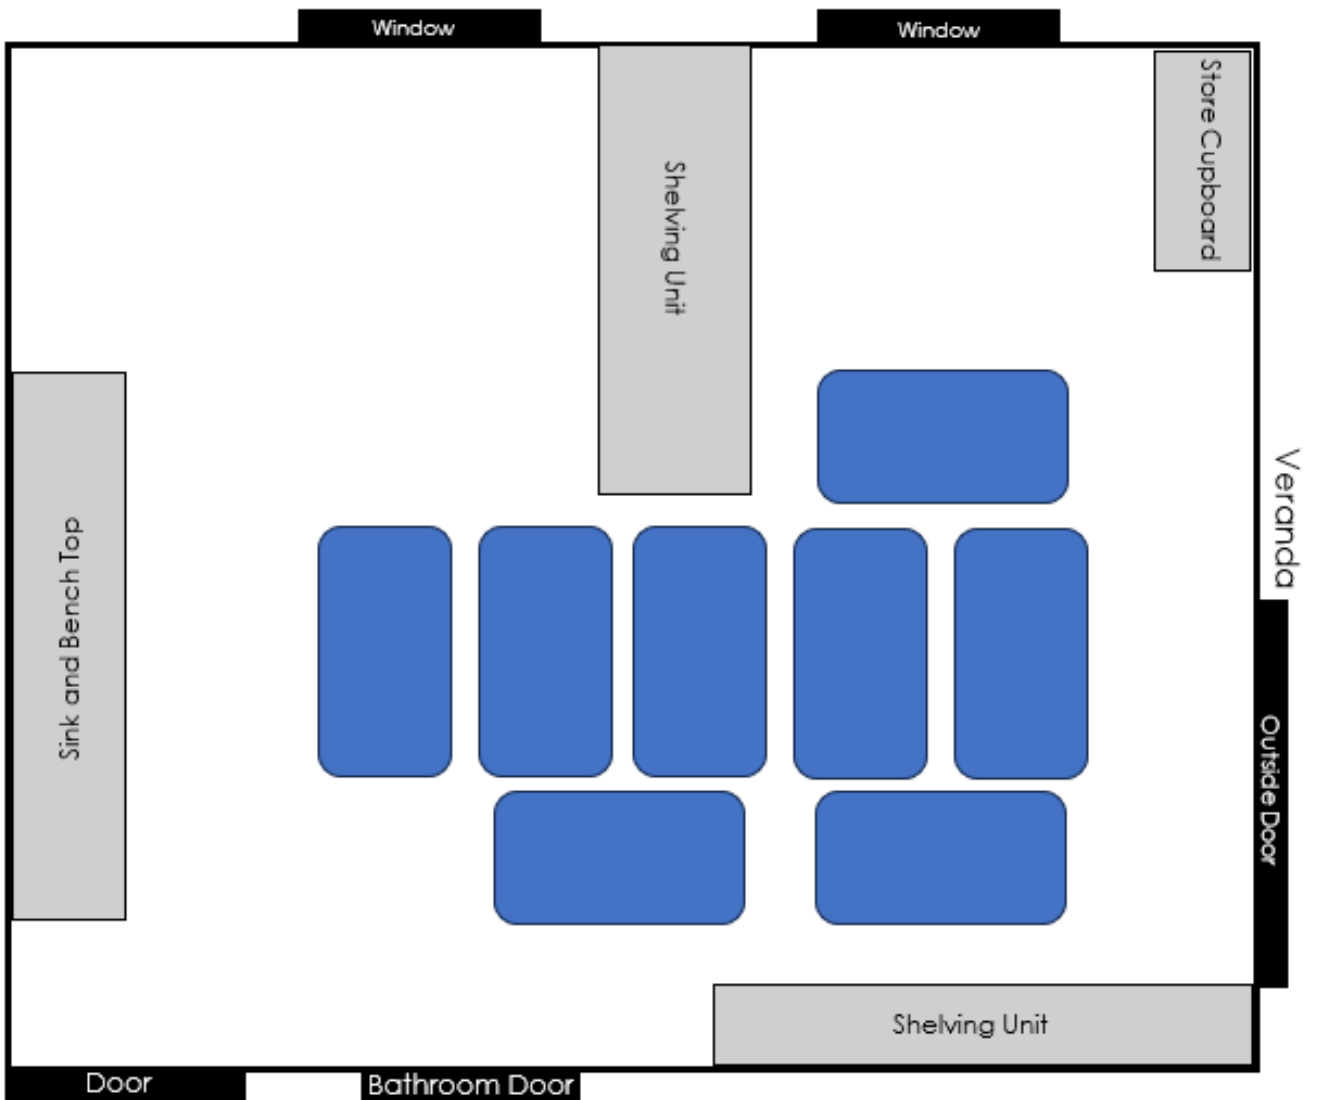 Window
Window
Store Cupboard
Shelving Unit
Veranda
Sink and Bench Top
Outside Door
Shelving Unit
Door
Bathroom Door